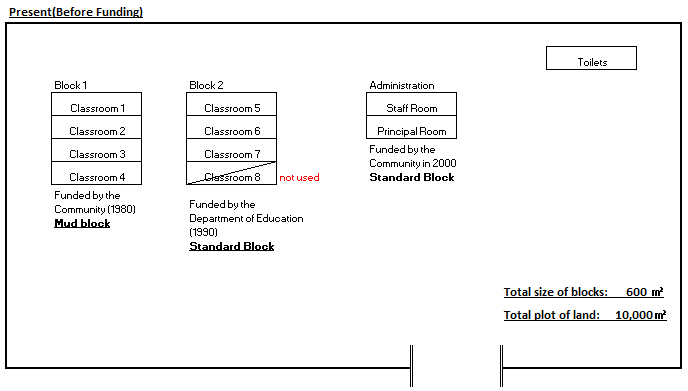 Present(Before Funding)
Toilets
Block 1
Classroom 1
Classroom 2
Classroom 3
Classroom 4
Funded by the
Community (1980)
Mud block
Block 2
Classroom 5
Classroom 6
Classroom 7
Classroom 8
not used
Funded by the
Department of Education
(1990)
Standard Block
Administration
Staff Room
Principal Room
Funded by the
Community in 2000
Standard Block
Total size of blocks: 600 ㎡
Total plot of land: 10,000㎡